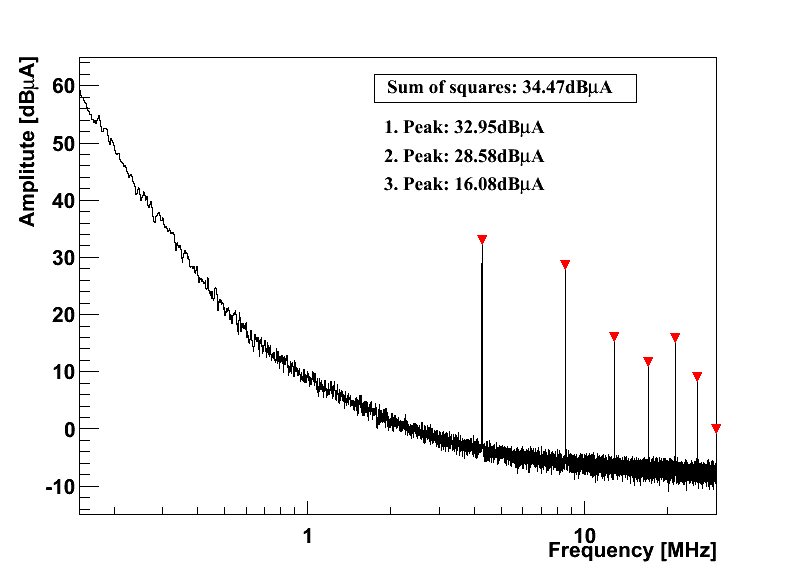 Sum of squares: 34.47dBμA
1. Peak: 32.95dBμA
2. Peak: 28.58dBμA
3. Peak: 16.08dBμA
Amplitute [dBμA]
60
50
40
30
20
10
0
-10
1
10
Frequency [MHz]